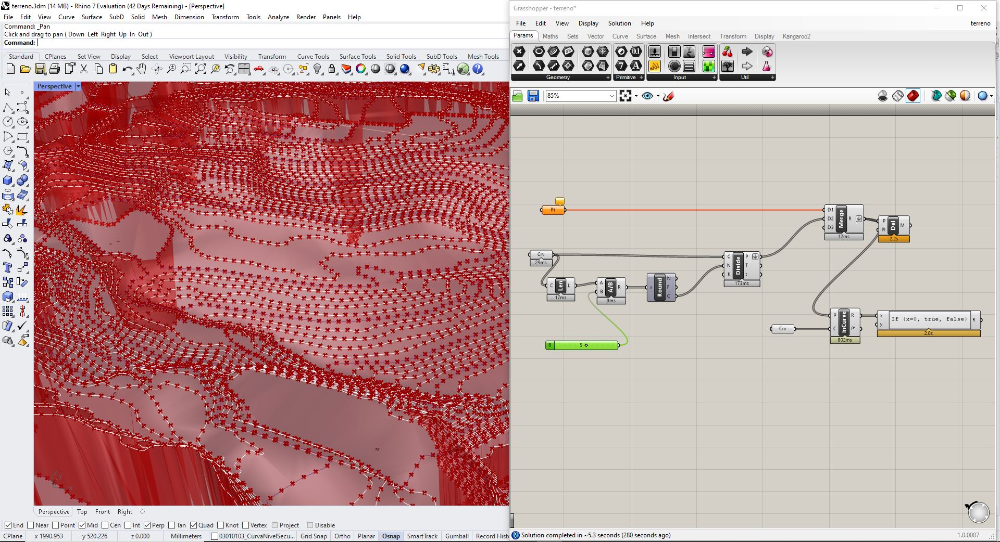 terreno.3dm (14 MB) - Rhino 7 Evaluation (42 Days Remaining) - [Perspective]
File Edit View Curve Surface SubD Solid Mesh Dimension Transform Tools Analyze Render Panels Help
Command: _Pan
Click and drag to pan ( Down Left Right Up In Out )
Command:
Standard CPlanes Set View Display Select Viewport Layout Visibility Transform Curve Tools Surface Tools Solid Tools SubD Tools Mesh Tools
Perspective
z y
x
Perspective Top Front Right
End Near Point Mid Cen Int Perp Tan Quad Knot Vertex Project Disable
CPlane x 1990.953 y 520.226 z 0.000 Millimeters 03010103_CurvaNivelSecu... Grid Snap Ortho Planar Osnap SmartTrack Gumball Record Histo
Grasshopper - terreno*
File Edit View Display Solution Help terreno
Params Maths Sets Vector Curve Surface Mesh Intersect Transform Display Kangaroo2
Geometry Primitive Input Util
85%
Pt
D1
D2
D3
Merge
R
12ms
P
Pl
Del
M
2.2s
Crv
29ms
C
N
K
Divide
P
T
t
173ms
C
Len
L
17ms
A
B
A/B
R
9ms
x
Round
N
F
C
B 5
Crv
P
C
InCurve
R
P'
802ms
x
y
If (x=0, true, false)
R
2.0s
Solution completed in ~5.3 seconds (280 seconds ago) 1.0.0007